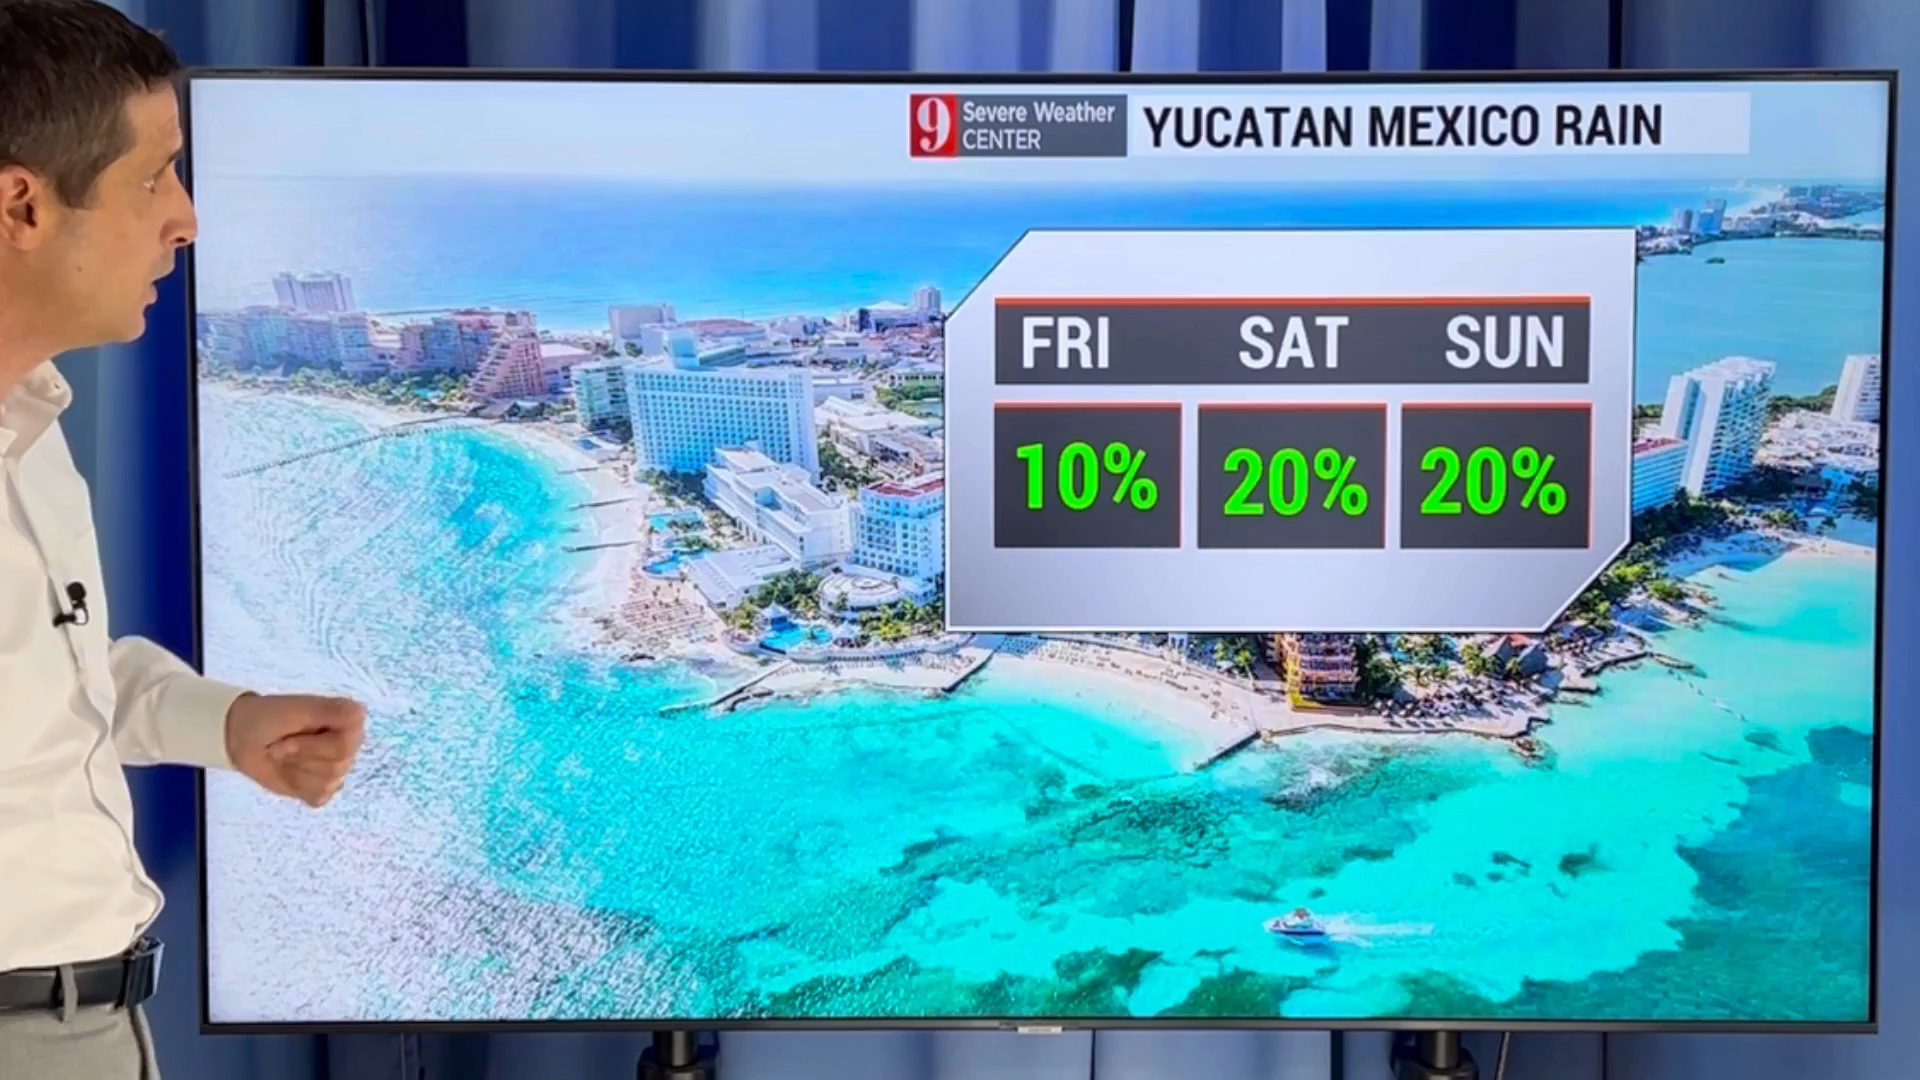 9 Severe Weather
CENTER
YUCATAN MEXICO RAIN
FRI SAT SUN
10% 20% 20%